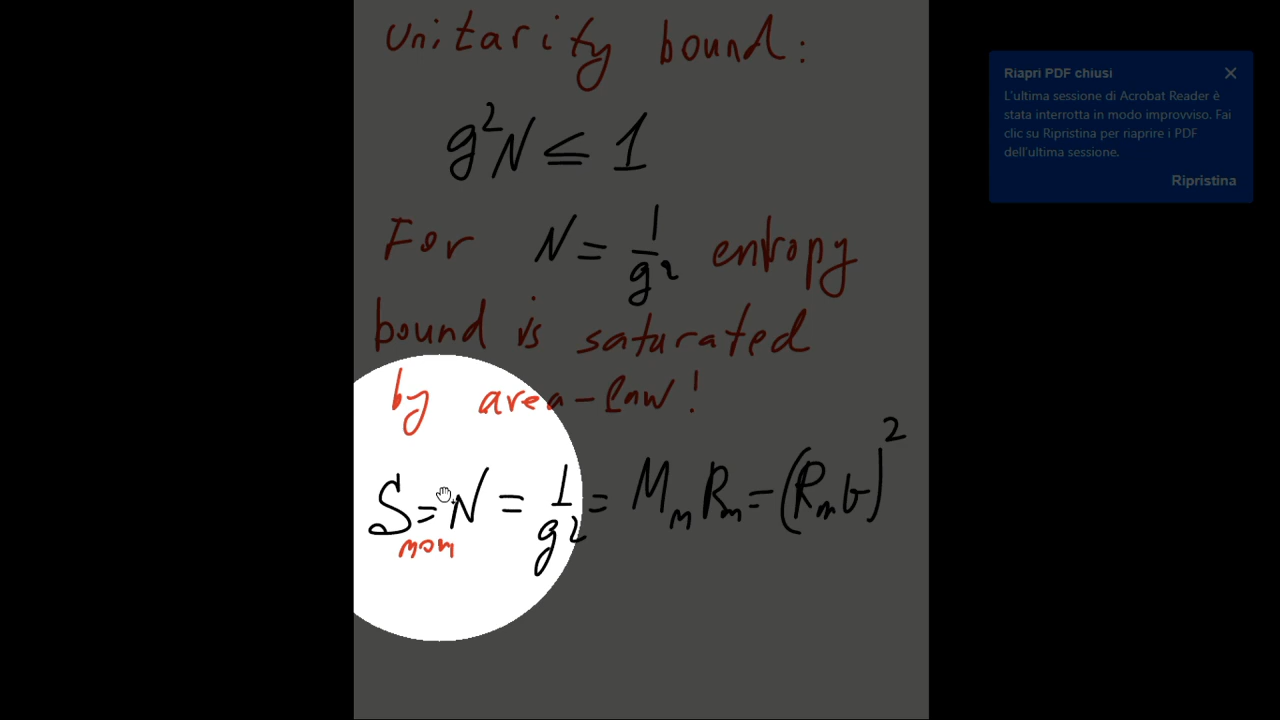 Unitarity bound:
g²N ≤ 1
For N = 1/g² entropy
bound is saturated
by area-law!
S_mon = N = 1/g² = M_m R_m = (R_m v)²
Riapri PDF chiusi
L'ultima sessione di Acrobat Reader è
stata interrotta in modo improvviso. Fai
clic su Ripristina per riaprire i PDF
dell'ultima sessione.
Ripristina